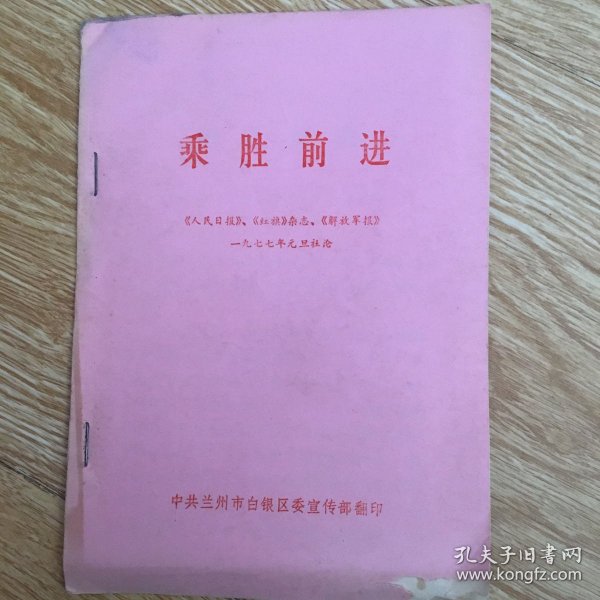 乘胜前进
《人民日报》、《红旗》杂志、《解放军报》
一九七七年元旦社论
中共兰州市白银区委宣传部翻印
孔夫子旧书网
www.kongfz.com